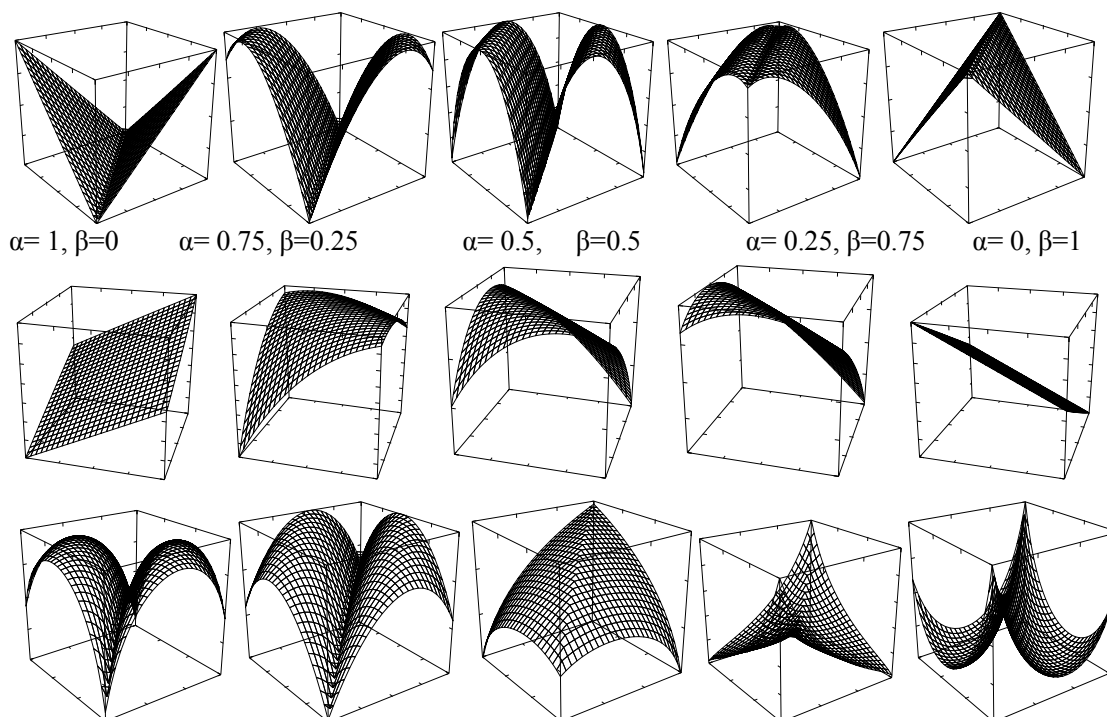 α= 1, β=0 α= 0.75, β=0.25 α= 0.5, β=0.5 α= 0.25, β=0.75 α= 0, β=1